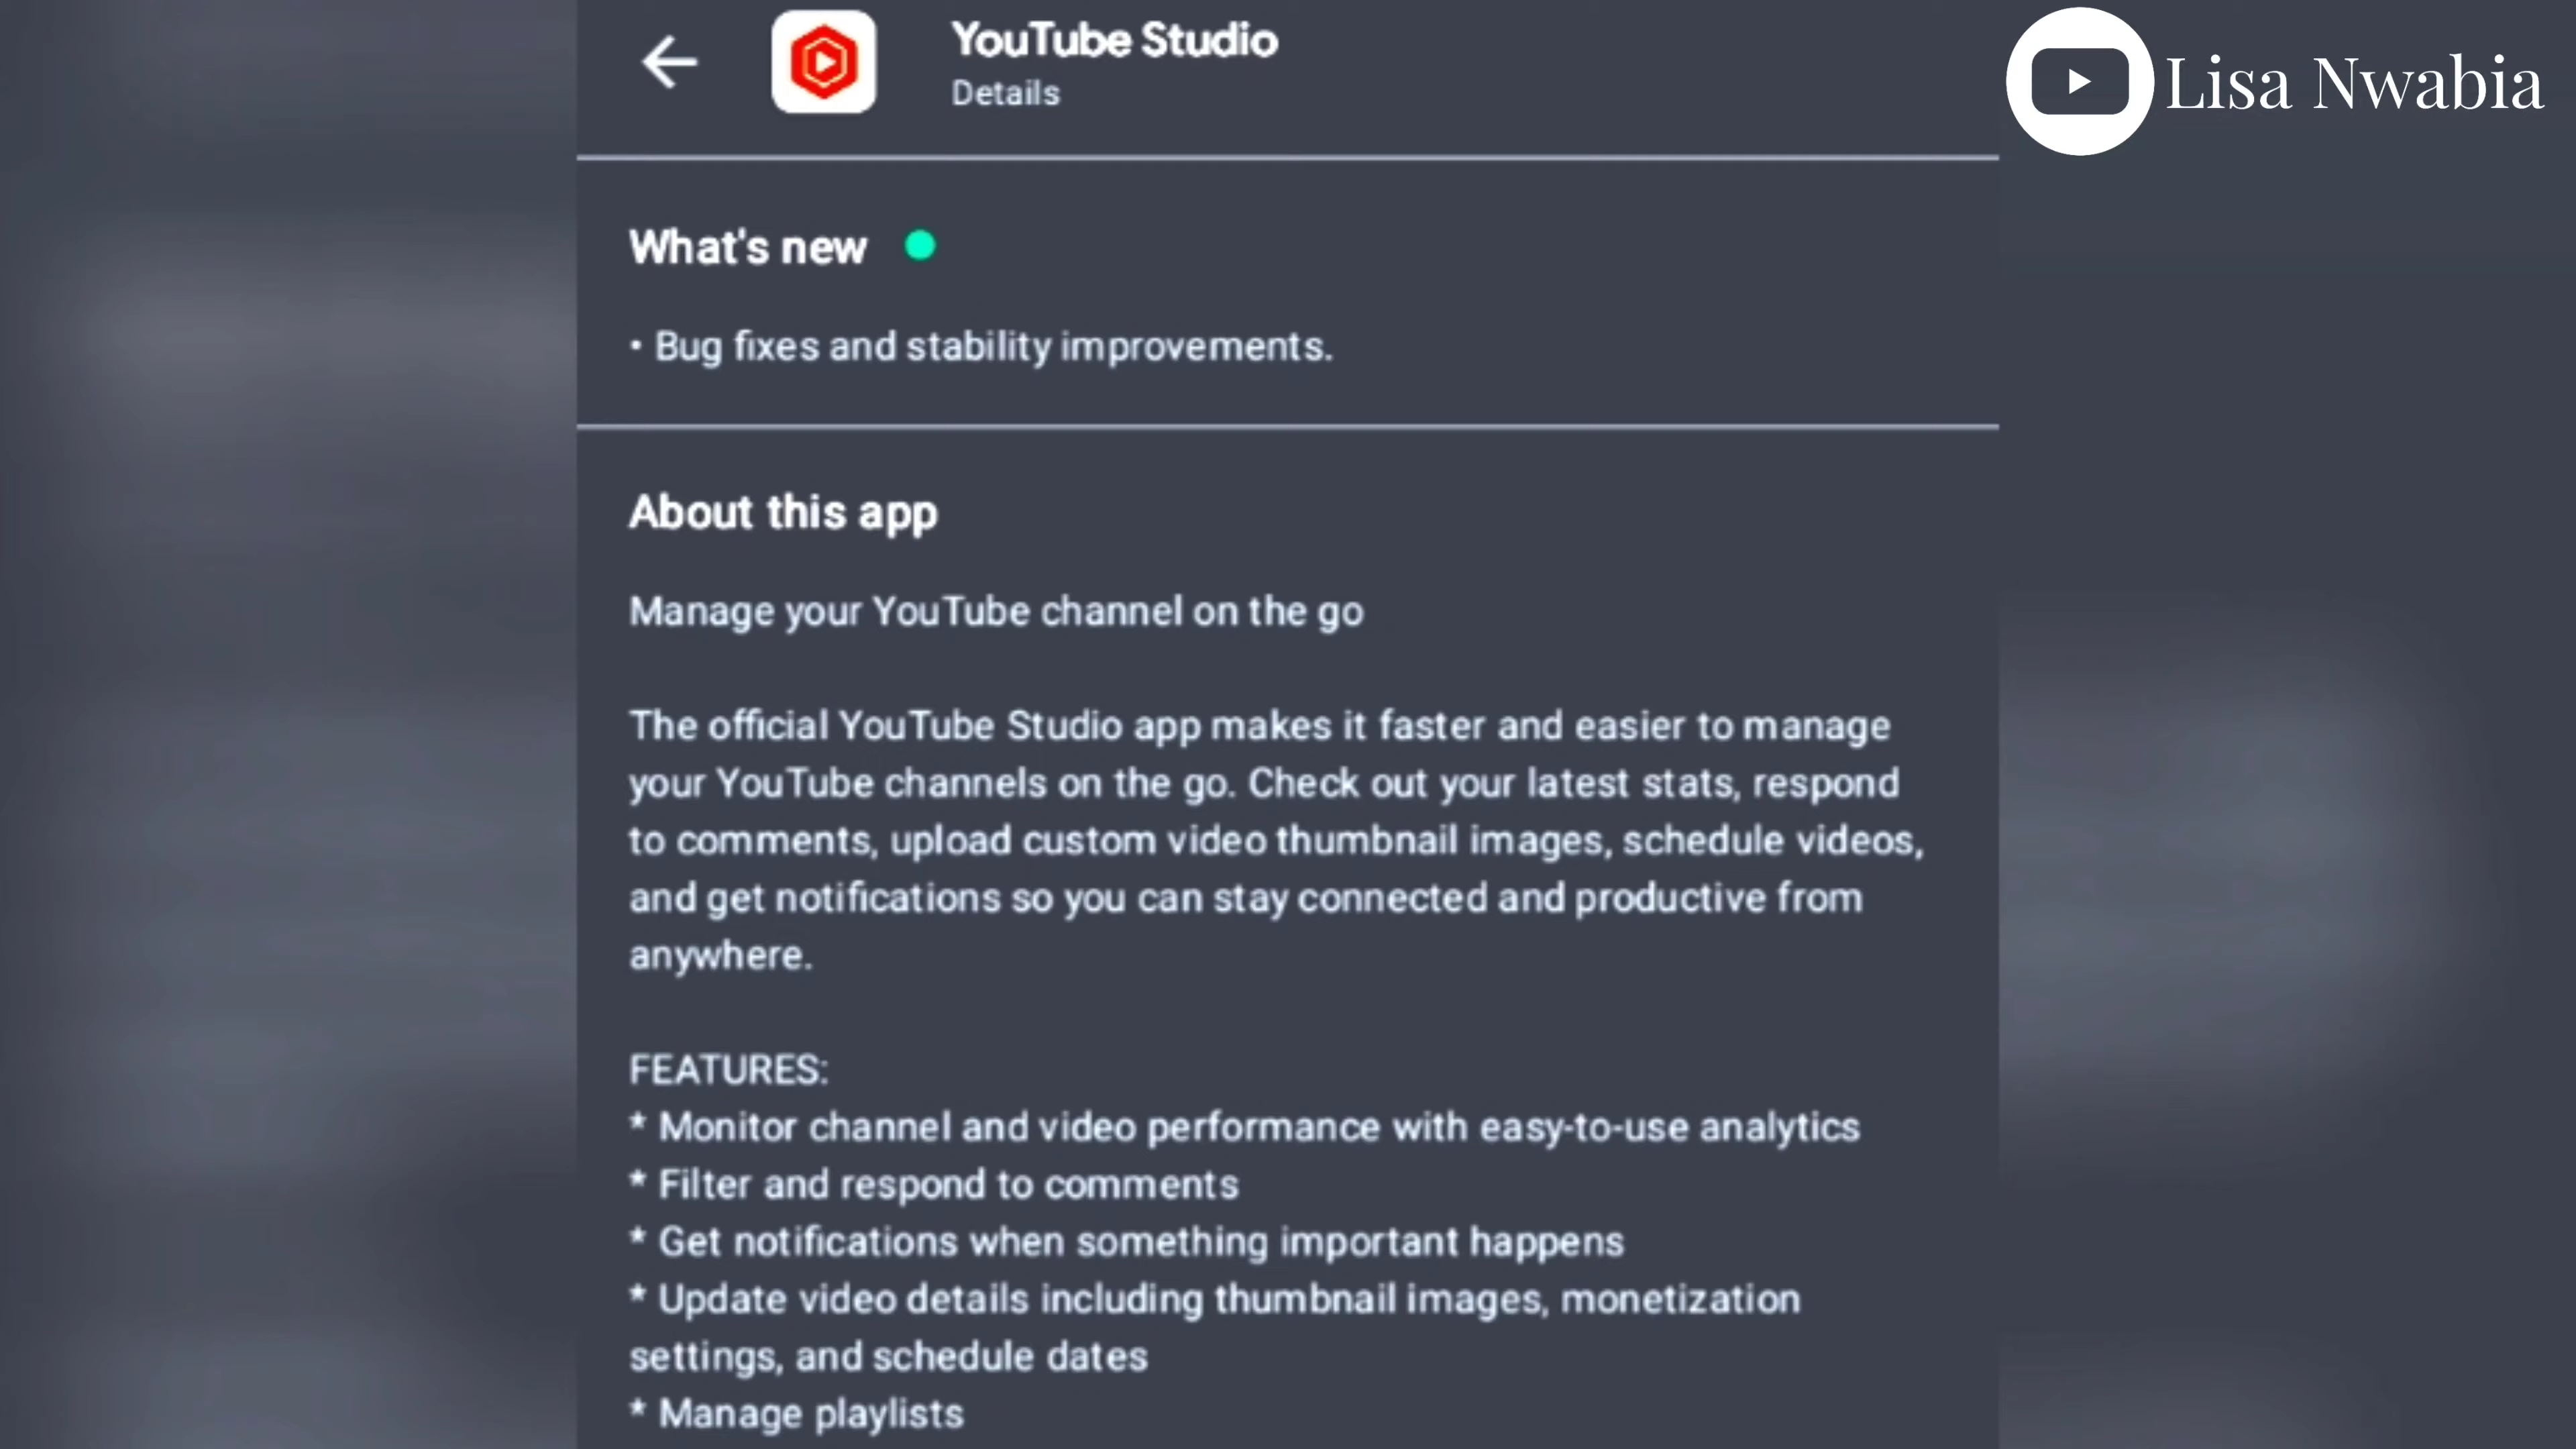 YouTube Studio
Details
Lisa Nwabia
What's new
• Bug fixes and stability improvements.
About this app
Manage your YouTube channel on the go
The official YouTube Studio app makes it faster and easier to manage
your YouTube channels on the go. Check out your latest stats, respond
to comments, upload custom video thumbnail images, schedule videos,
and get notifications so you can stay connected and productive from
anywhere.
FEATURES:
* Monitor channel and video performance with easy-to-use analytics
* Filter and respond to comments
* Get notifications when something important happens
* Update video details including thumbnail images, monetization
settings, and schedule dates
* Manage playlists